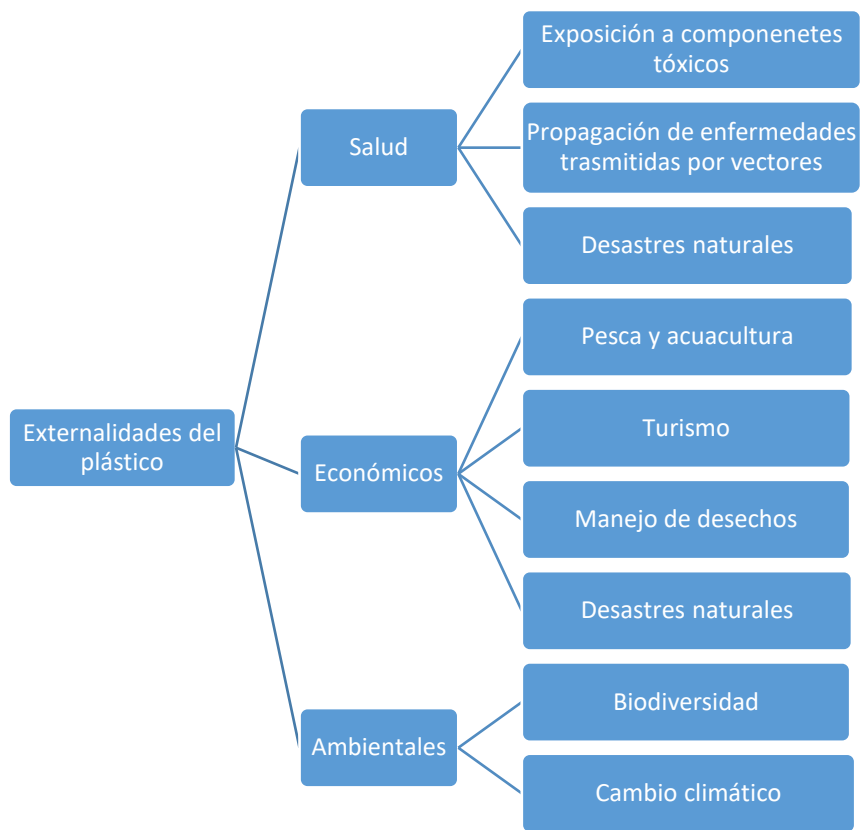 Externalidades del
plástico
Salud
Exposición a componenetes
tóxicos
Propagación de enfermedades
trasmitidas por vectores
Desastres naturales
Económicos
Pesca y acuacultura
Turismo
Manejo de desechos
Desastres naturales
Ambientales
Biodiversidad
Cambio climático